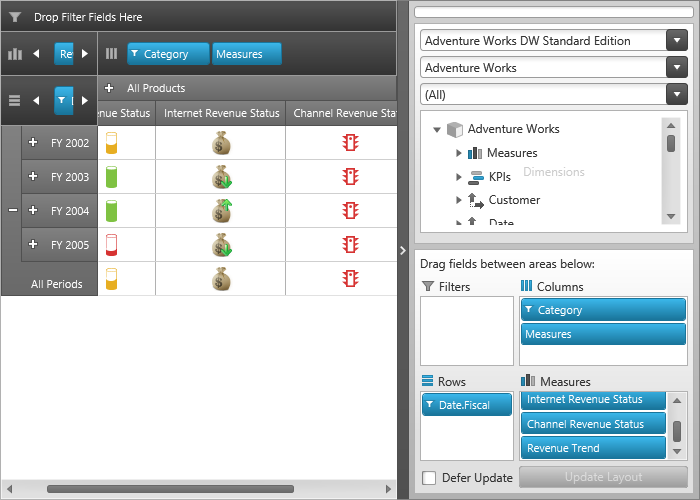 Drop Filter Fields Here
Category
Measures
All Products
nue Status
Internet Revenue Status
Channel Revenue Stat
FY 2002
FY 2003
FY 2004
FY 2005
All Periods
Adventure Works DW Standard Edition
Adventure Works
(All)
Adventure Works
Measures
KPIs
Dimensions
Customer
Date
Drag fields between areas below:
Filters
Columns
Category
Measures
Rows
Measures
Date.Fiscal
Internet Revenue Status
Channel Revenue Status
Revenue Trend
Defer Update
Update Layout